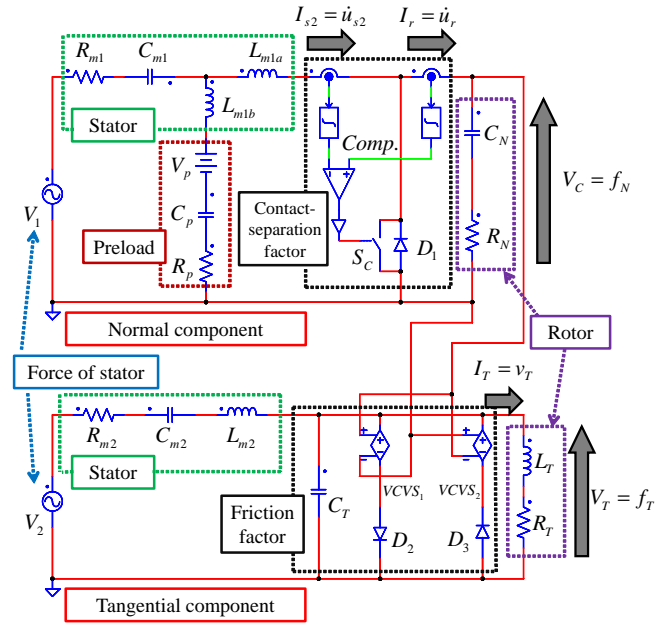 I_{s2} = \dot{u}_{s2}
I_r = \dot{u}_r
R_{m1}
C_{m1}
L_{m1a}
L_{m1b}
Stator
Comp.
C_N
V_p
V_1
C_p
Contact-
separation
factor
V_C = f_N
Preload
R_p
S_C
D_1
R_N
Normal component
Rotor
Force of stator
I_T = v_T
R_{m2}
C_{m2}
L_{m2}
Stator
L_T
VCVS_1
VCVS_2
V_2
C_T
V_T = f_T
Friction
factor
D_2
D_3
R_T
Tangential component